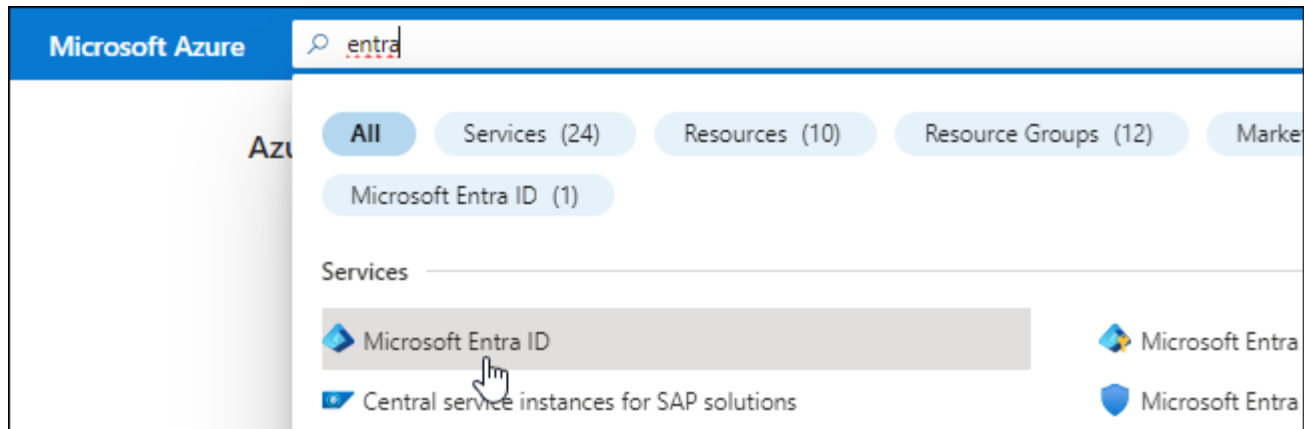 Microsoft Azure
entra
Azu
All Services (24) Resources (10) Resource Groups (12) Marke
Microsoft Entra ID (1)
Services
Microsoft Entra ID Microsoft Entra
Central service instances for SAP solutions Microsoft Entra